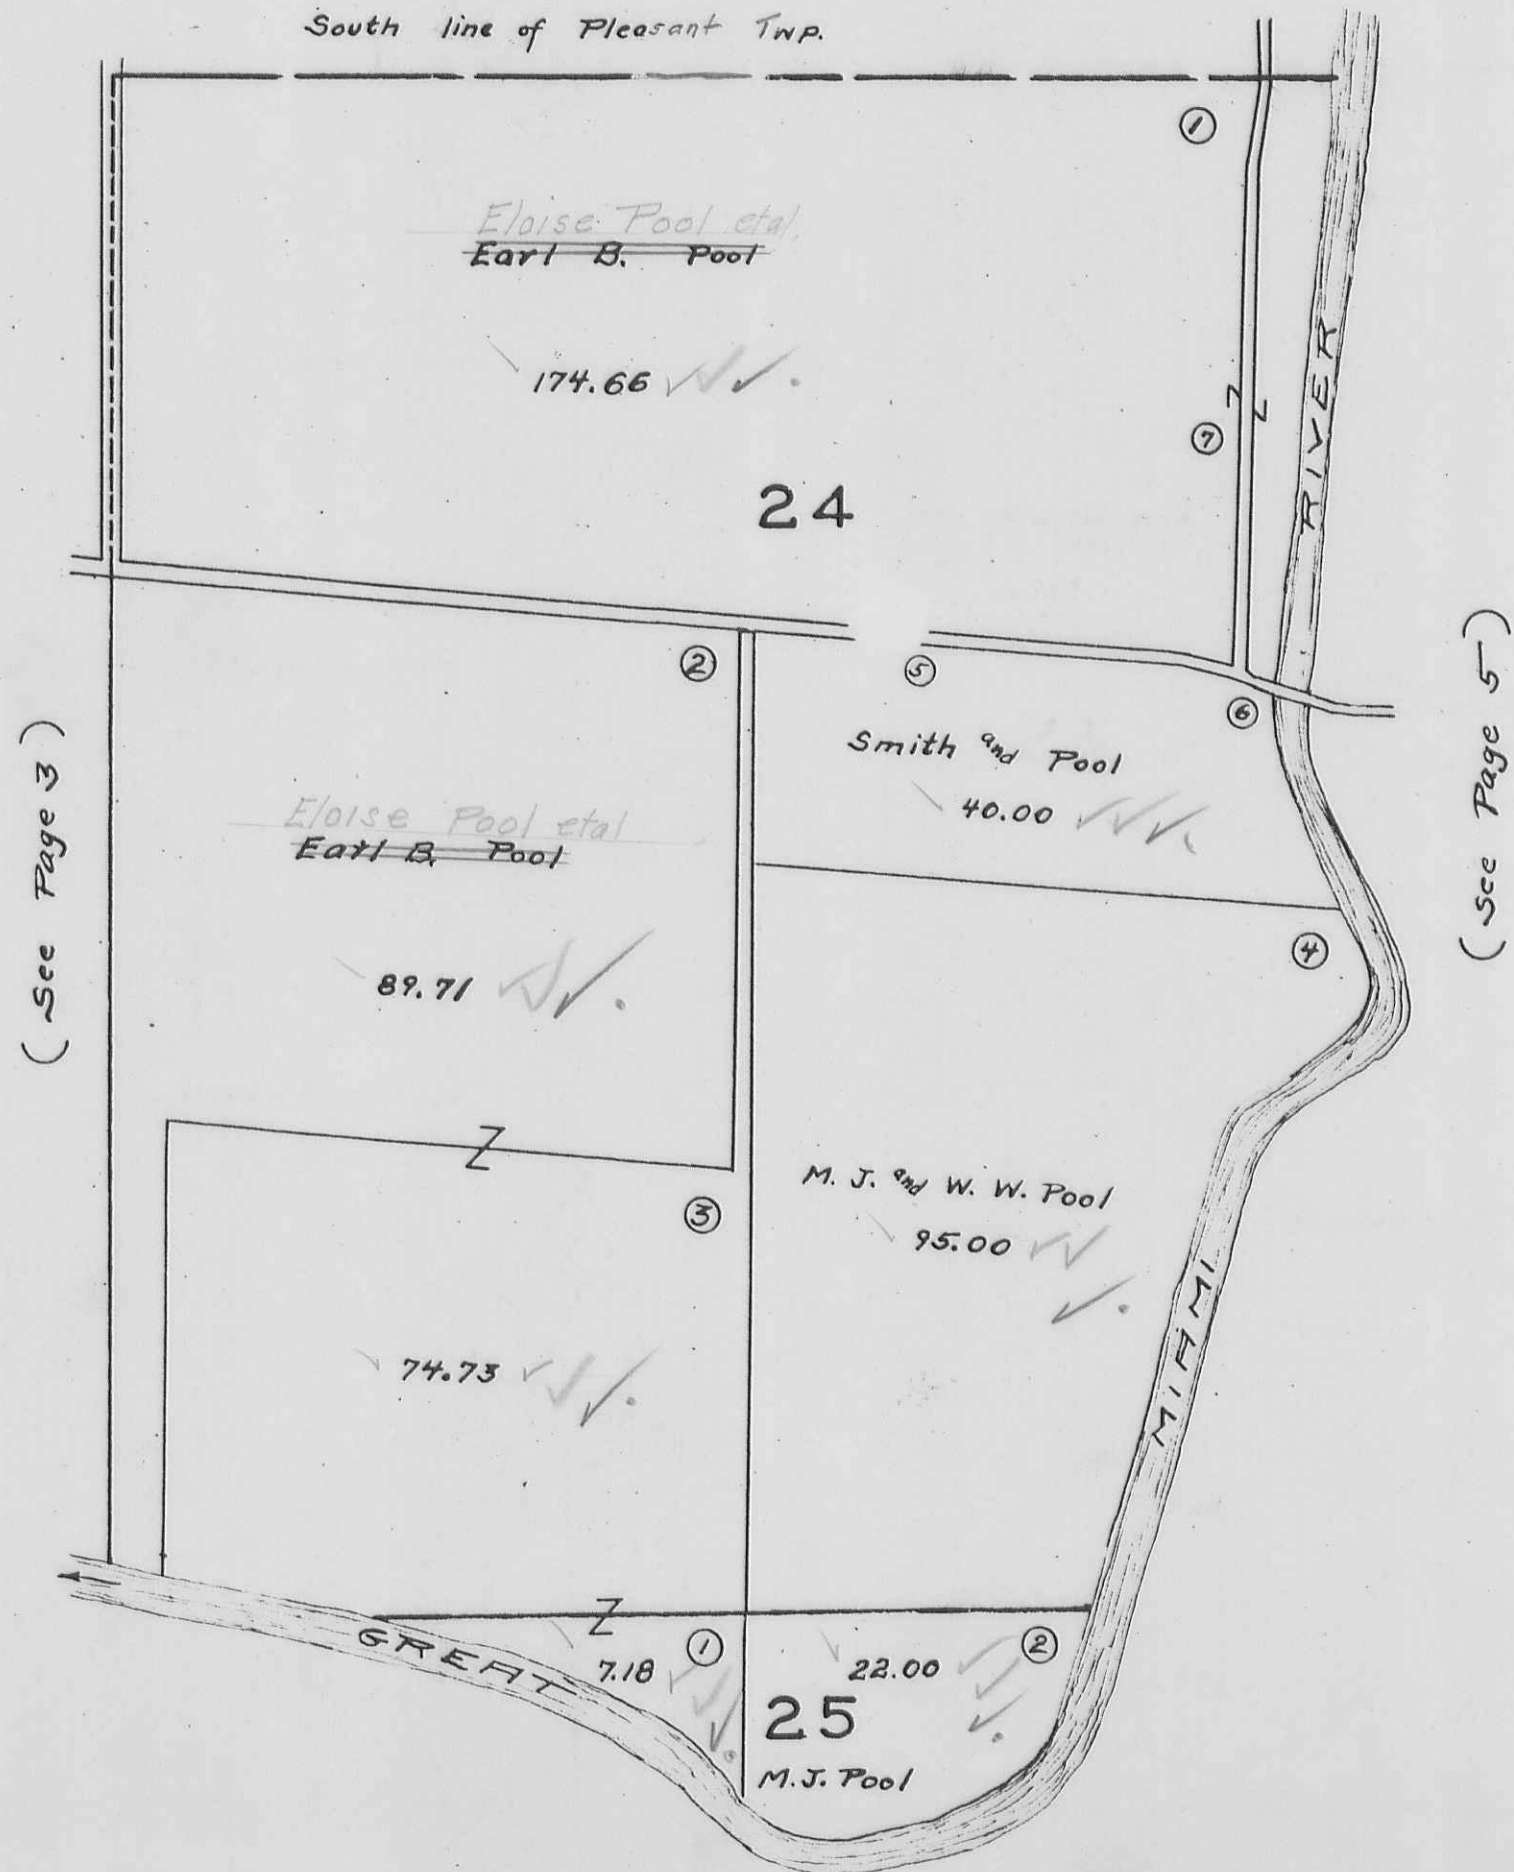 South line of Pleasant Twp.
①
Eloise Pool etal.
Earl B. Pool
174.66
⑦
RIVER
24
②
⑤
⑥
Smith and Pool
40.00
(See Page 3)
(See Page 5)
Eloise Pool etal
Earl B. Pool
89.71
④
③
M. J. and W. W. Pool
95.00
74.73
MIAMI
GREAT
7.18
①
22.00
②
25
M.J. Pool